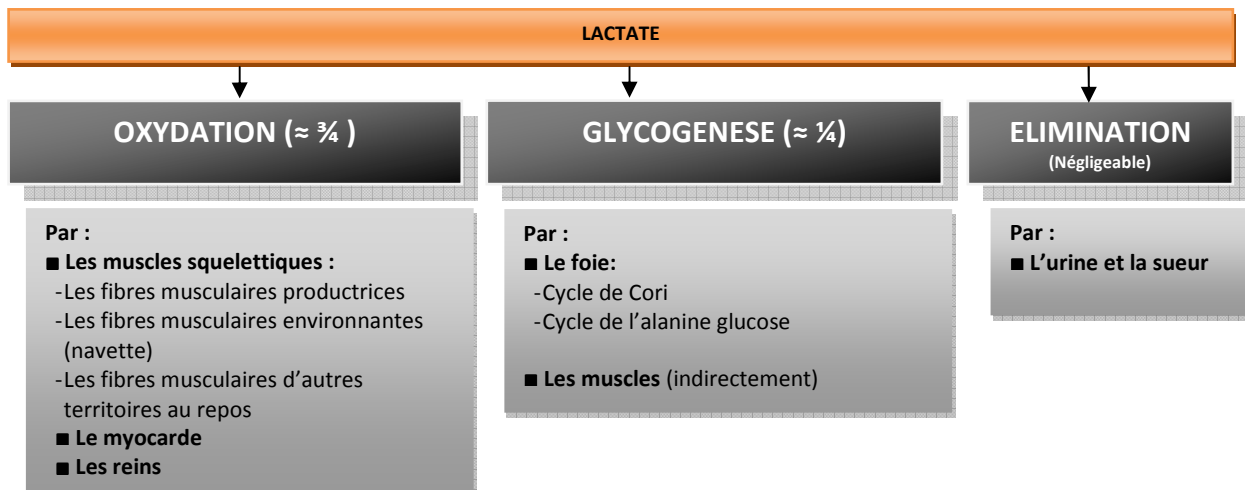 LACTATE
OXYDATION (≈ ¾ )
Par :
■ Les muscles squelettiques :
-Les fibres musculaires productrices
-Les fibres musculaires environnantes
(navette)
-Les fibres musculaires d'autres
territoires au repos
■ Le myocarde
■ Les reins
GLYCOGENESE (≈ ¼)
Par :
■ Le foie:
-Cycle de Cori
-Cycle de l'alanine glucose
■ Les muscles (indirectement)
ELIMINATION
(Négligeable)
Par :
■ L'urine et la sueur